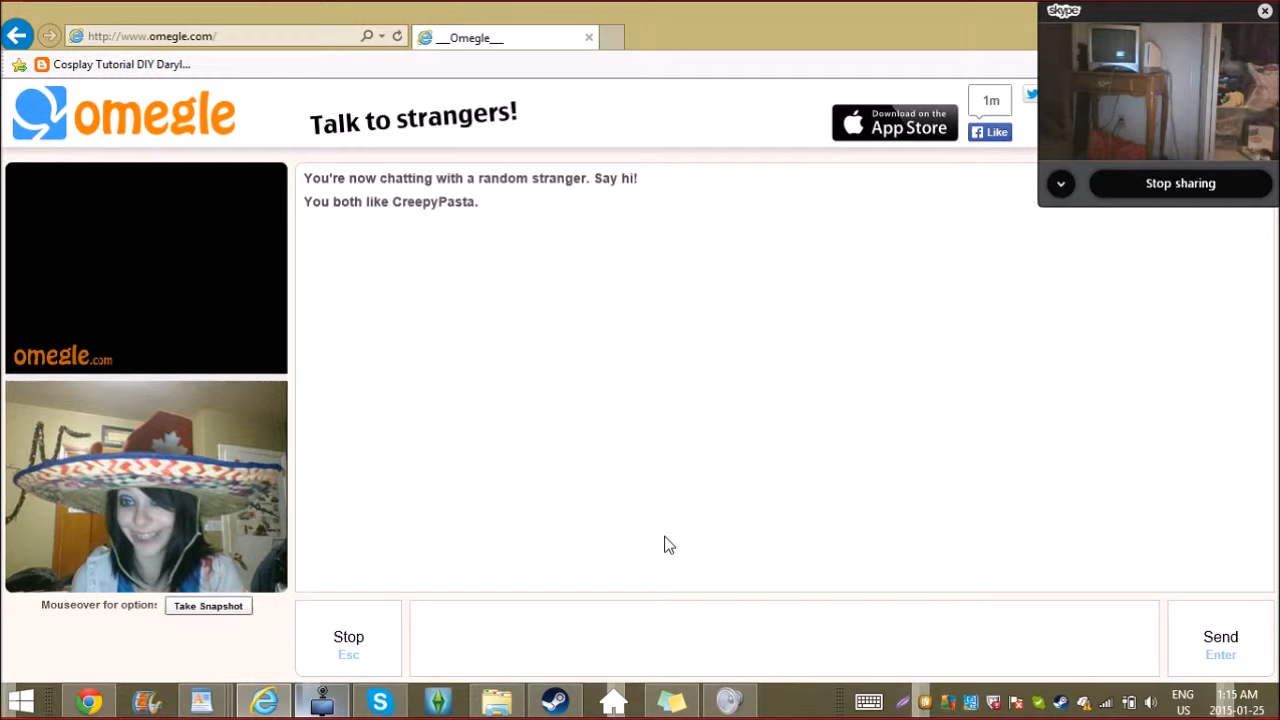 skype
http://www.omegle.com/
__Omegle__
Cosplay Tutorial DIY Daryl...
omegle
Talk to strangers!
Download on the
App Store
1m
Like
Stop sharing
You're now chatting with a random stranger. Say hi!
You both like CreepyPasta.
omegle.com
Mouseover for options
Take Snapshot
Stop
Esc
Send
Enter
ENG
US
1:15 AM
2015-01-25